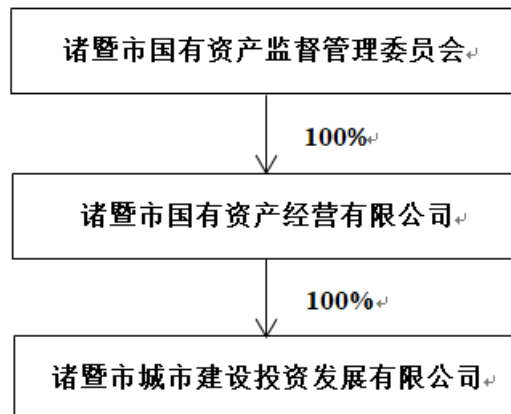 诸暨市国有资产监督管理委员会
100%
诸暨市国有资产经营有限公司
100%
诸暨市城市建设投资发展有限公司